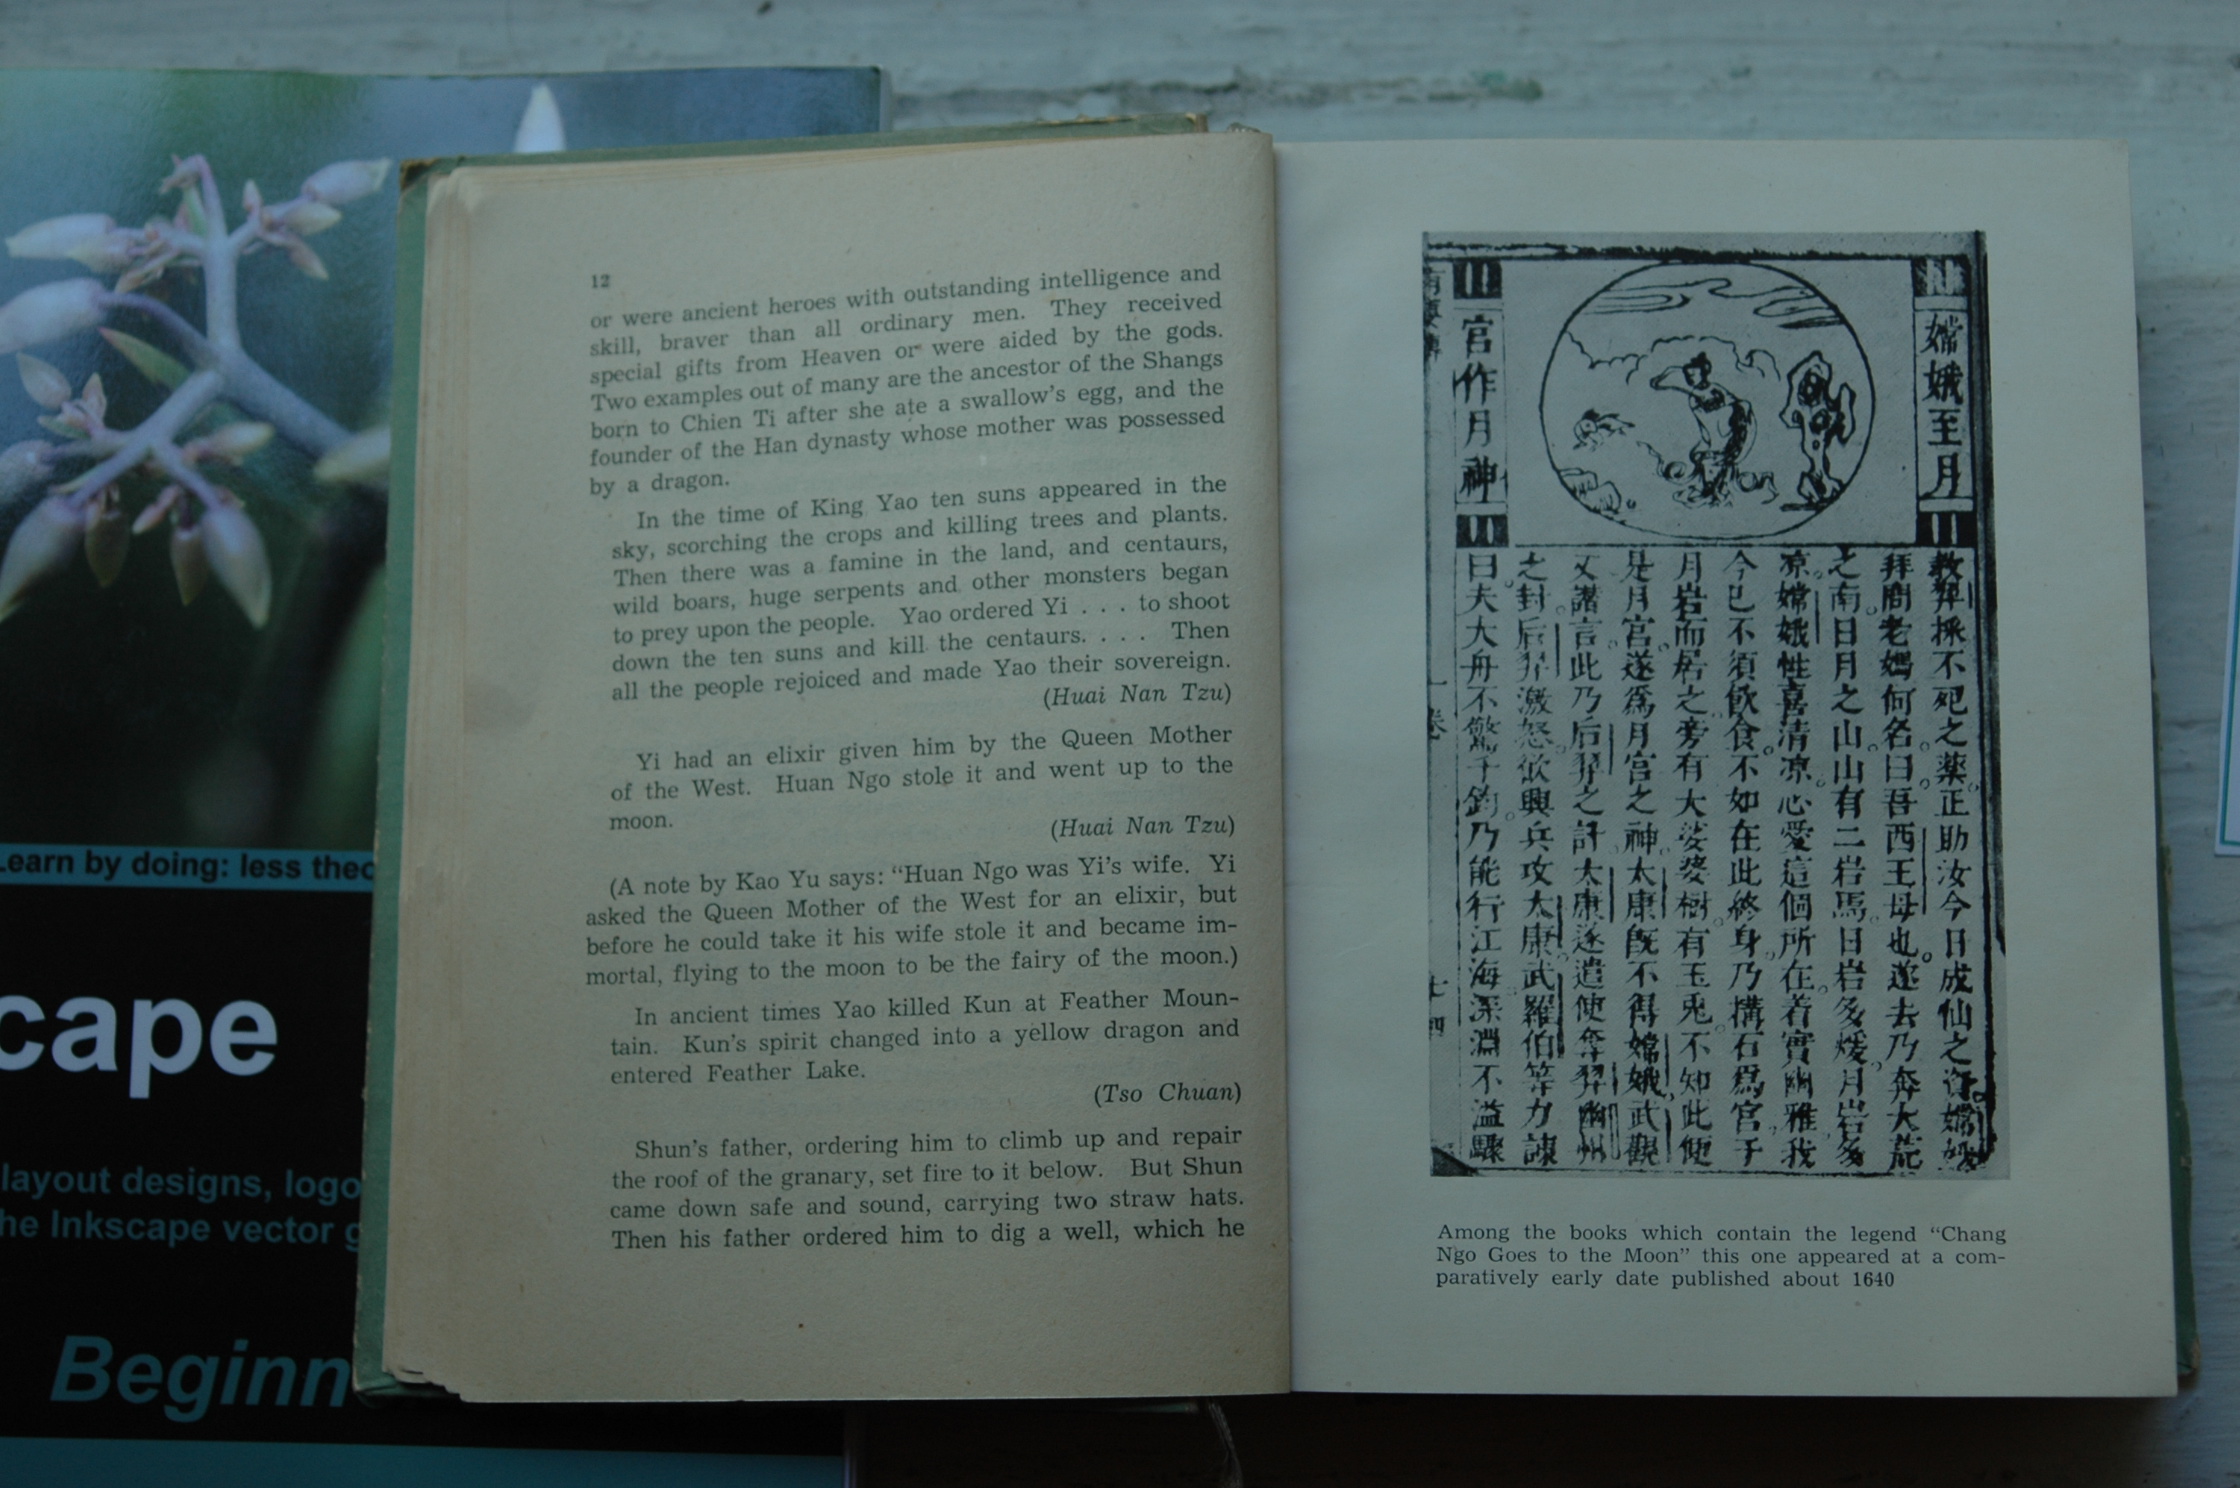 Learn by doing: less theo
cape
layout designs, logo
he Inkscape vector g
Beginn
12
or were ancient heroes with outstanding intelligence and
skill, braver than all ordinary men. They received
special gifts from Heaven or were aided by the gods.
Two examples out of many are the ancestor of the Shangs
born to Chien Ti after she ate a swallow's egg, and the
founder of the Han dynasty whose mother was possessed
by a dragon.
In the time of King Yao ten suns appeared in the
sky, scorching the crops and killing trees and plants.
Then there was a famine in the land, and centaurs,
wild boars, huge serpents and other monsters began
to prey upon the people. Yao ordered Yi . . . to shoot
down the ten suns and kill the centaurs. . . . Then
all the people rejoiced and made Yao their sovereign.
(Huai Nan Tzu)
Yi had an elixir given him by the Queen Mother
of the West. Huan Ngo stole it and went up to the
moon.
(Huai Nan Tzu)
(A note by Kao Yu says: "Huan Ngo was Yi's wife. Yi
asked the Queen Mother of the West for an elixir, but
before he could take it his wife stole it and became im-
mortal, flying to the moon to be the fairy of the moon.)
In ancient times Yao killed Kun at Feather Moun-
tain. Kun's spirit changed into a yellow dragon and
entered Feather Lake.
(Tso Chuan)
Shun's father, ordering him to climb up and repair
the roof of the granary, set fire to it below. But Shun
came down safe and sound, carrying two straw hats.
Then his father ordered him to dig a well, which he
嫦娥至月
宮作月神
教羿採不死之藥。正助汝今日成仙之嫦娥
拜問老媽何名。曰吾西王母也。遂去乃奔大荒
之南。日月之山。山有二岩焉。日岩多煖。月岩多
凉。嫦娥性喜清凉。心愛這個所在。着實幽雅。我
今已不須飲食。不如在此終身。乃搆石爲宮。于
月岩而居之。旁有大娑婆樹。有玉兎。不知此便
是月宮。遂爲月宮之神。太康旣不得嫦娥。武觀
又譖言。此乃后羿之計。太康遂遣使奪羿幽州
之封。后羿激怒。欲興兵攻太康。武羅伯等力諫
曰。夫大舟不驚千鈞。乃能行江海深淵不溢驟
卷
Among the books which contain the legend "Chang
Ngo Goes to the Moon" this one appeared at a com-
paratively early date published about 1640